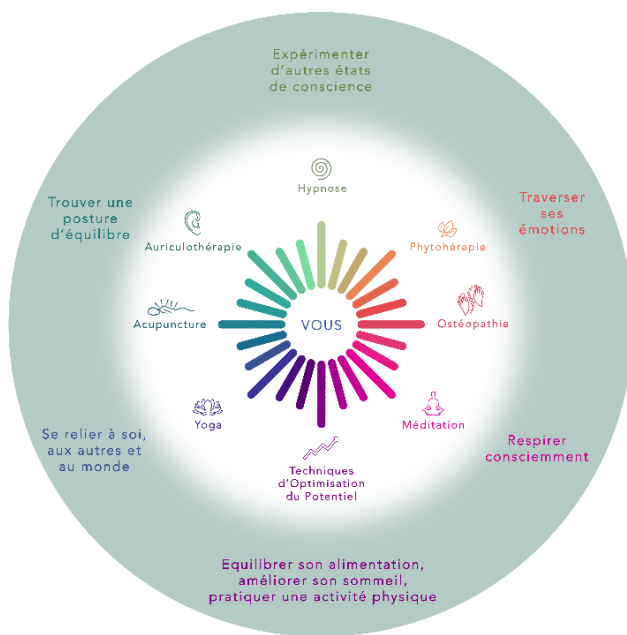 Expérimenter
d'autres états
de conscience
Hypnose
Trouver une
posture
d'équilibre
Traverser
ses
émotions
Auriculothérapie
Phytohérapie
Acupuncture
VOUS
Ostéopathie
Yoga
Méditation
Se relier à soi,
aux autres et
au monde
Respirer
consciemment
Techniques
d'Optimisation
du Potentiel
Equilibrer son alimentation,
améliorer son sommeil,
pratiquer une activité physique